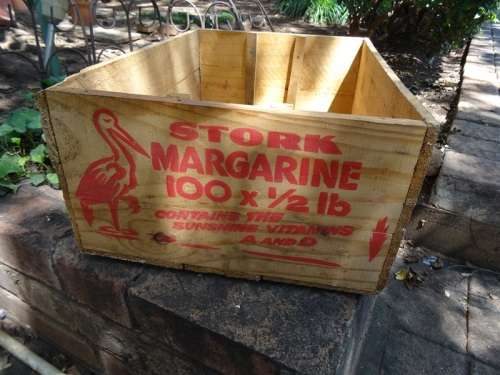 STORK
MARGARINE
100 x ½ lb
CONTAINS THE
SUNSHINE VITAMINS
A AND D